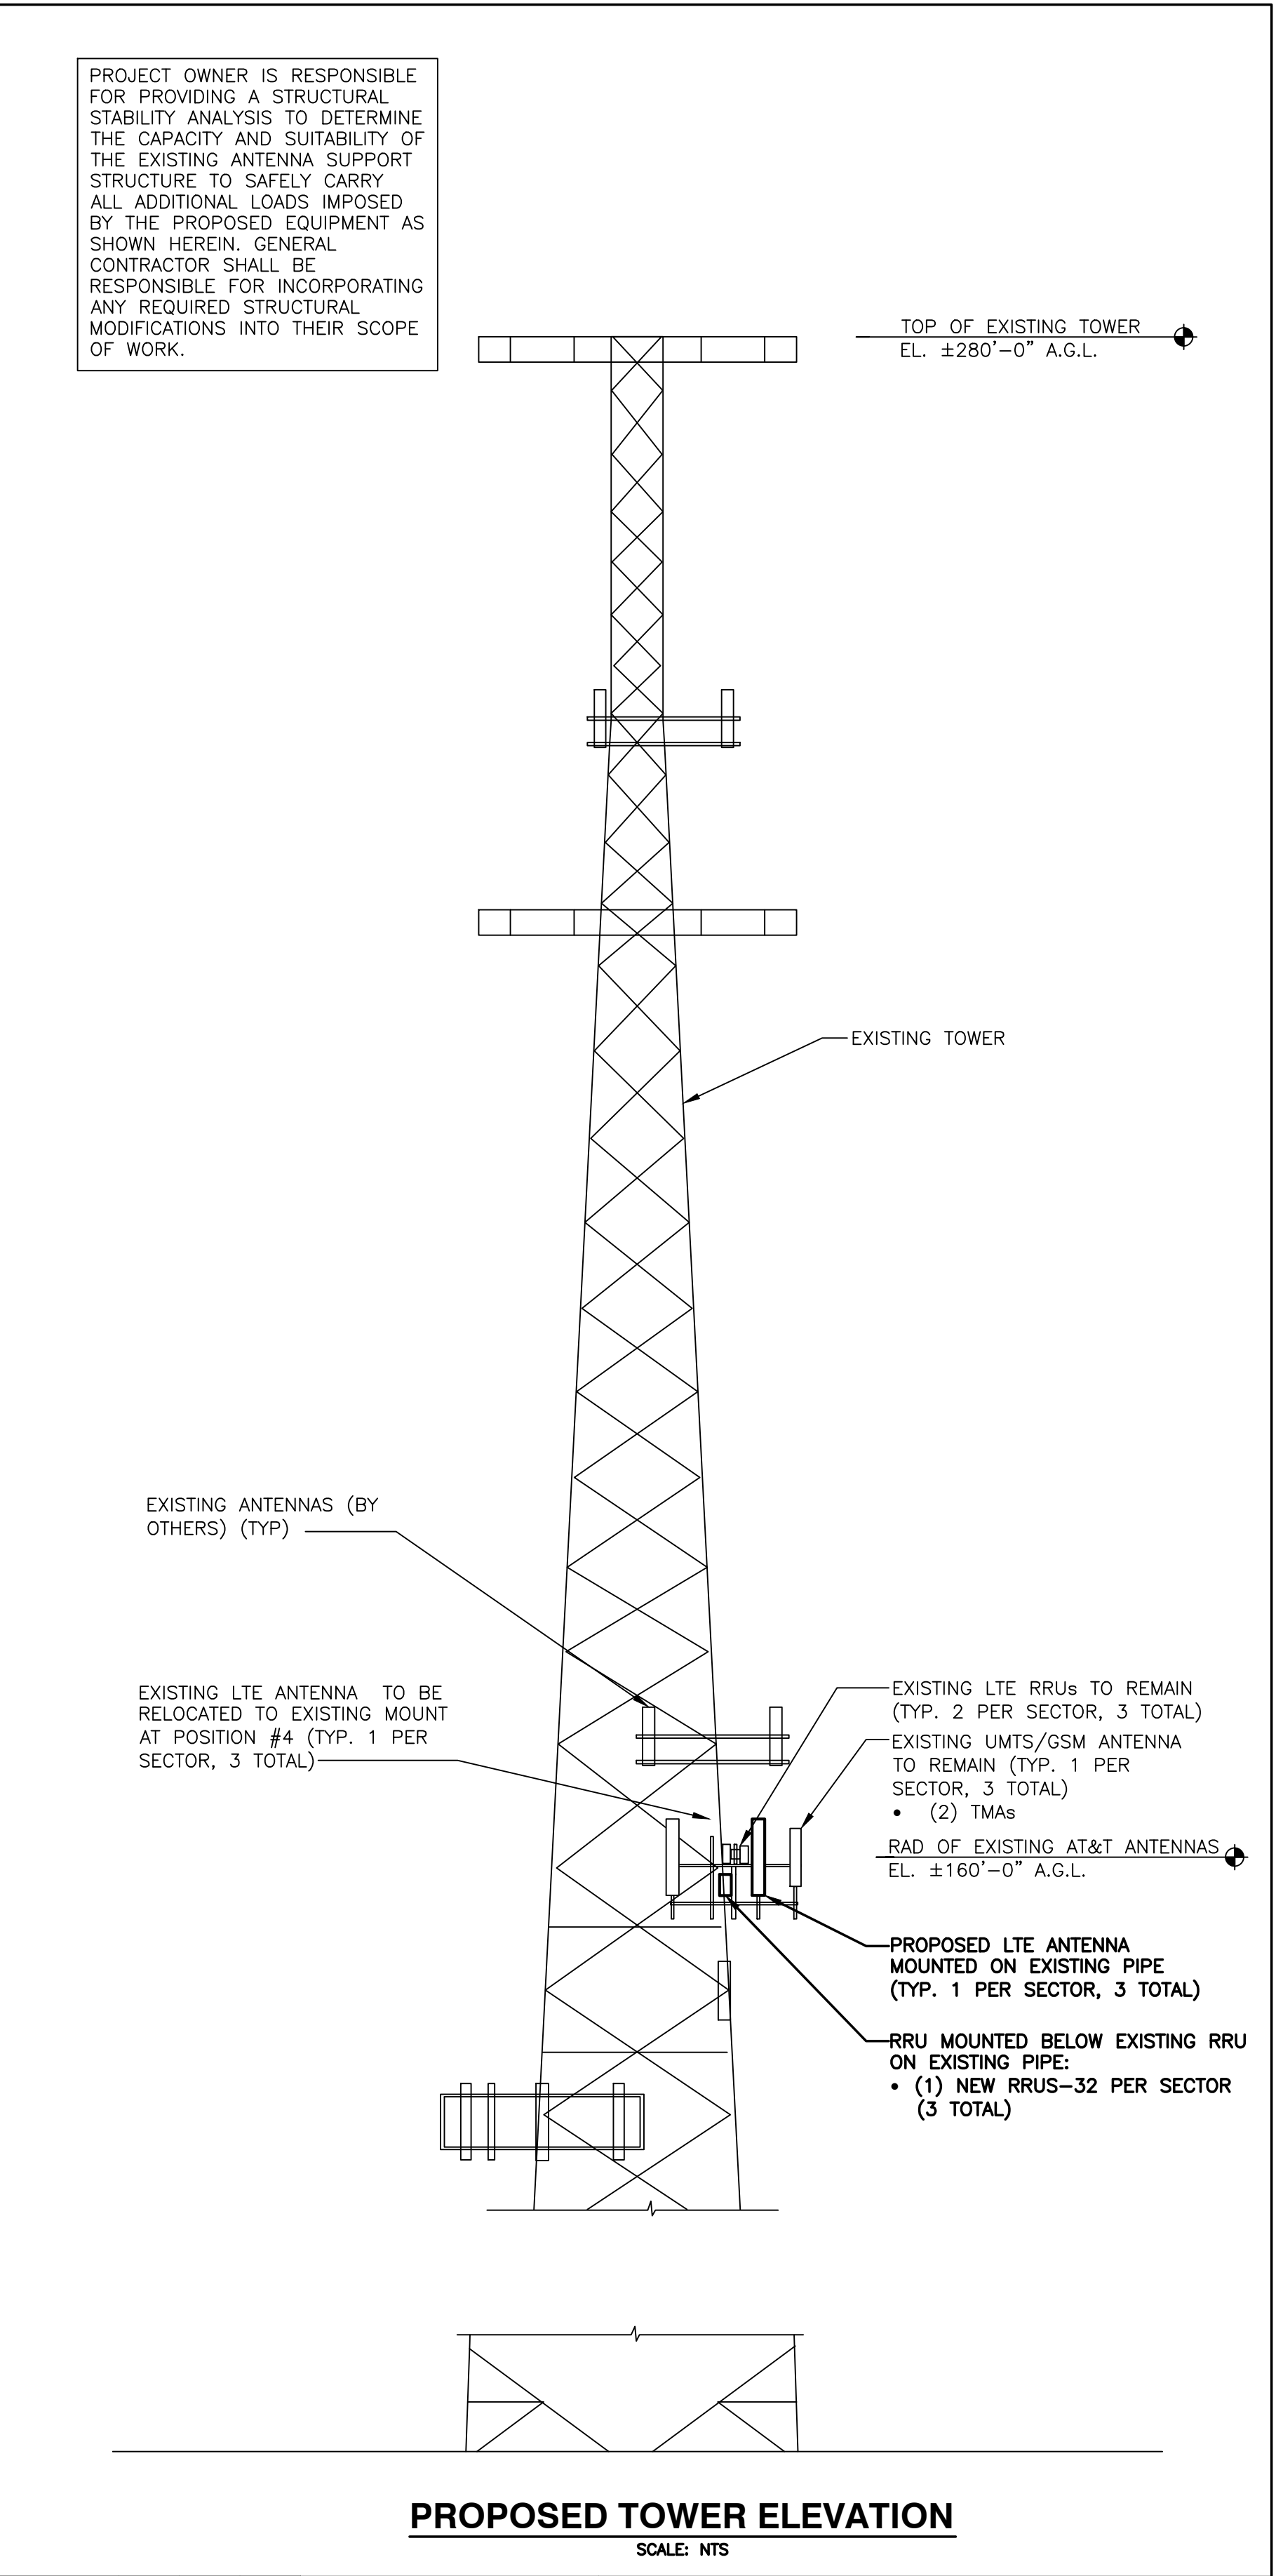 PROJECT OWNER IS RESPONSIBLE
FOR PROVIDING A STRUCTURAL
STABILITY ANALYSIS TO DETERMINE
THE CAPACITY AND SUITABILITY OF
THE EXISTING ANTENNA SUPPORT
STRUCTURE TO SAFELY CARRY
ALL ADDITIONAL LOADS IMPOSED
BY THE PROPOSED EQUIPMENT AS
SHOWN HEREIN. GENERAL
CONTRACTOR SHALL BE
RESPONSIBLE FOR INCORPORATING
ANY REQUIRED STRUCTURAL
MODIFICATIONS INTO THEIR SCOPE
OF WORK.
TOP OF EXISTING TOWER
EL. ±280'-0" A.G.L.
EXISTING TOWER
EXISTING ANTENNAS (BY
OTHERS) (TYP)
EXISTING LTE ANTENNA TO BE
RELOCATED TO EXISTING MOUNT
AT POSITION #4 (TYP. 1 PER
SECTOR, 3 TOTAL)
EXISTING LTE RRUs TO REMAIN
(TYP. 2 PER SECTOR, 3 TOTAL)
EXISTING UMTS/GSM ANTENNA
TO REMAIN (TYP. 1 PER
SECTOR, 3 TOTAL)
• (2) TMAs
RAD OF EXISTING AT&T ANTENNAS
EL. ±160'-0" A.G.L.
PROPOSED LTE ANTENNA
MOUNTED ON EXISTING PIPE
(TYP. 1 PER SECTOR, 3 TOTAL)
RRU MOUNTED BELOW EXISTING RRU
ON EXISTING PIPE:
• (1) NEW RRUS-32 PER SECTOR
(3 TOTAL)
PROPOSED TOWER ELEVATION
SCALE: NTS